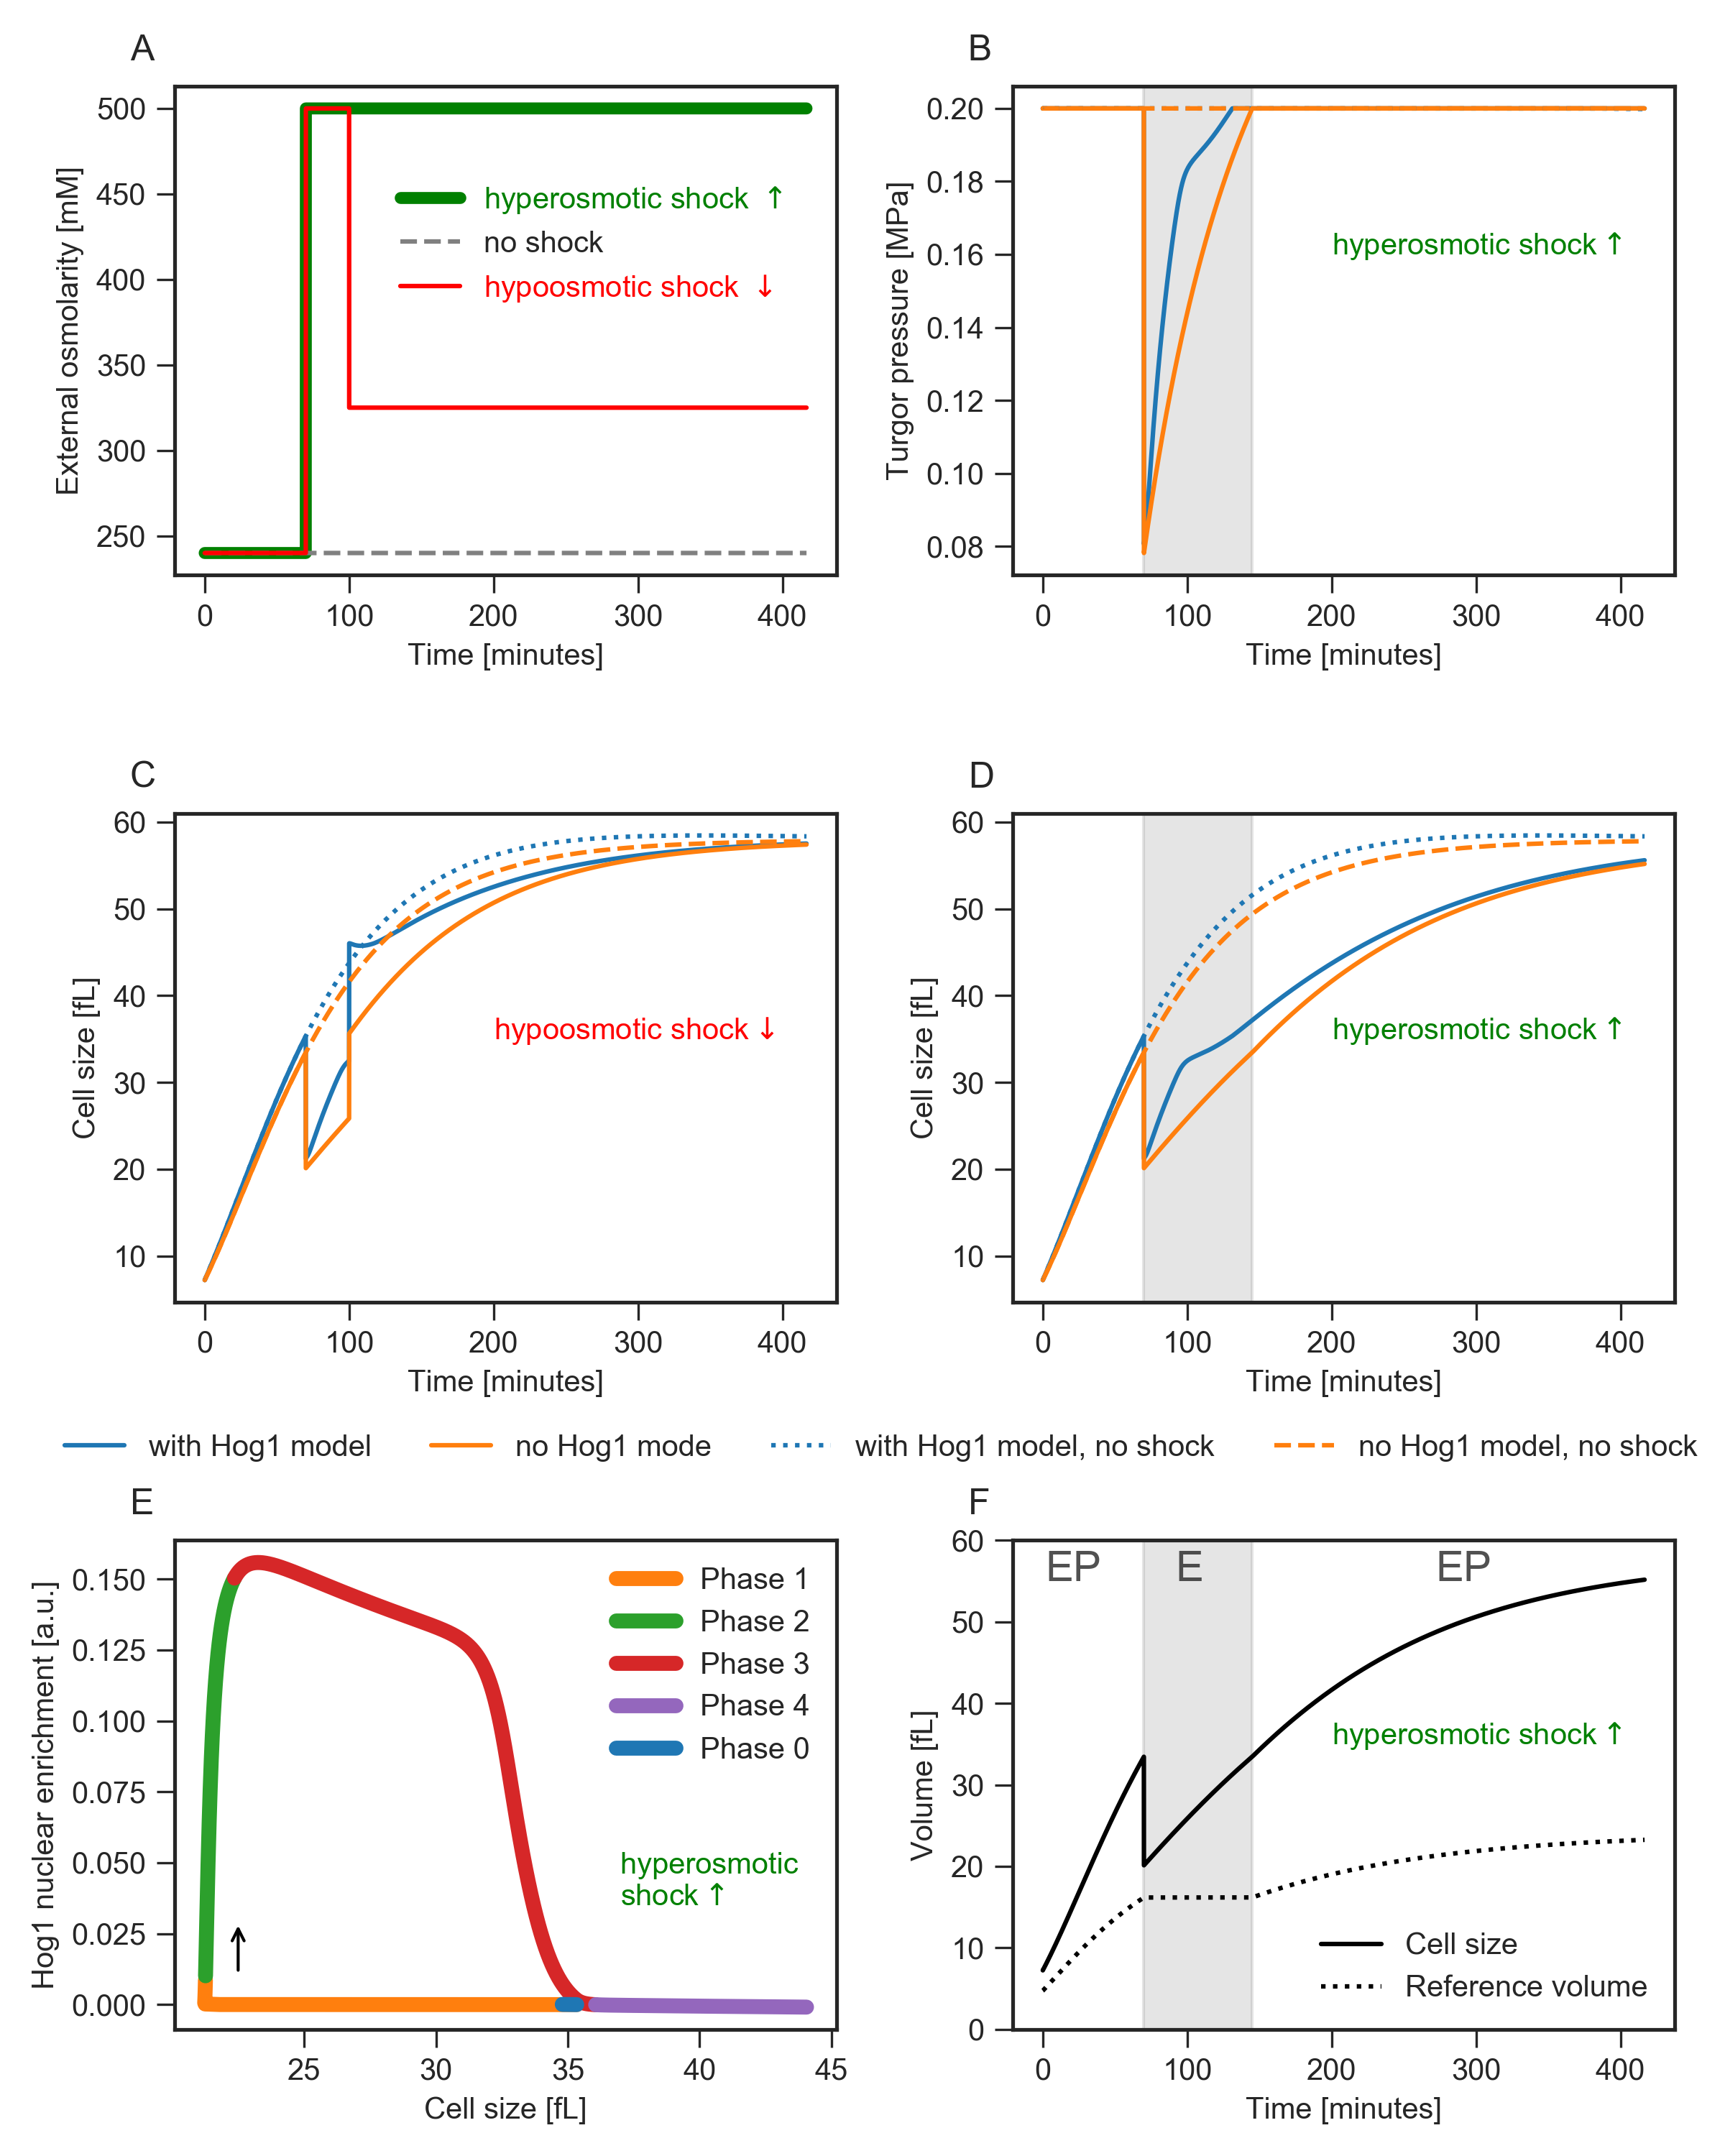 A
External osmolarity [mM]
500
450
400
350
300
250
hyperosmotic shock ↑
no shock
hypoosmotic shock ↓
0 100 200 300 400
Time [minutes]
B
Turgor pressure [MPa]
0.20
0.18
0.16
0.14
0.12
0.10
0.08
hyperosmotic shock ↑
0 100 200 300 400
Time [minutes]
C
Cell size [fL]
60
50
40
30
20
10
hypoosmotic shock ↓
0 100 200 300 400
Time [minutes]
D
Cell size [fL]
60
50
40
30
20
10
hyperosmotic shock ↑
0 100 200 300 400
Time [minutes]
with Hog1 model no Hog1 mode with Hog1 model, no shock no Hog1 model, no shock
E
Hog1 nuclear enrichment [a.u.]
0.150
0.125
0.100
0.075
0.050
0.025
0.000
Phase 1
Phase 2
Phase 3
Phase 4
Phase 0
hyperosmotic
shock ↑
25 30 35 40 45
Cell size [fL]
F
Volume [fL]
60
50
40
30
20
10
0
EP E EP
hyperosmotic shock ↑
Cell size
Reference volume
0 100 200 300 400
Time [minutes]